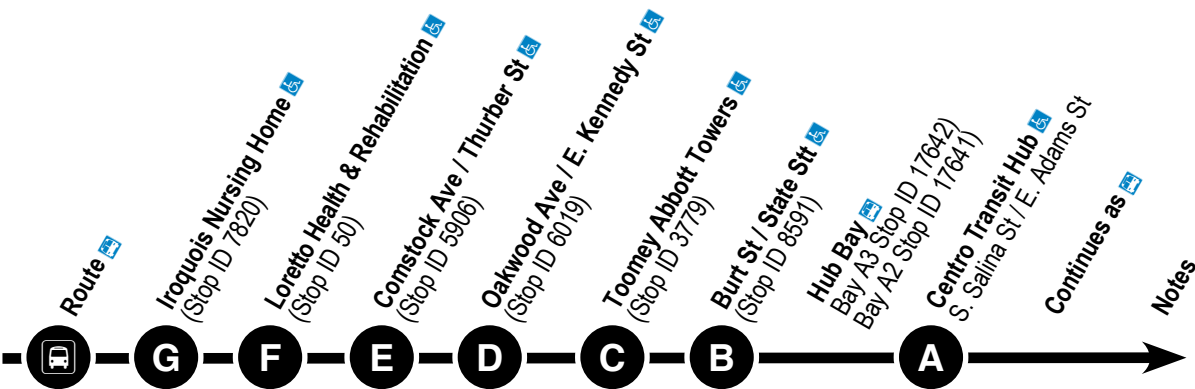 Route
Iroquois Nursing Home
(Stop ID 7820)
Loretto Health & Rehabilitation
(Stop ID 50)
Comstock Ave / Thurber St
(Stop ID 5906)
Oakwood Ave / E. Kennedy St
(Stop ID 6019)
Toomey Abbott Towers
(Stop ID 3779)
Burt St / State Stt
(Stop ID 8591)
Hub Bay
Bay A3 Stop ID 17642)
Bay A2 Stop ID 17641)
Centro Transit Hub
S. Salina St / E. Adams St
Continues as
Notes
G
F
E
D
C
B
A